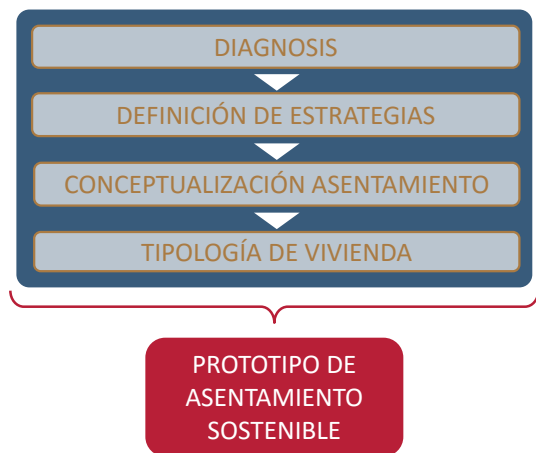 DIAGNOSIS
DEFINICIÓN DE ESTRATEGIAS
CONCEPTUALIZACIÓN ASENTAMIENTO
TIPOLOGÍA DE VIVIENDA
PROTOTIPO DE
ASENTAMIENTO
SOSTENIBLE